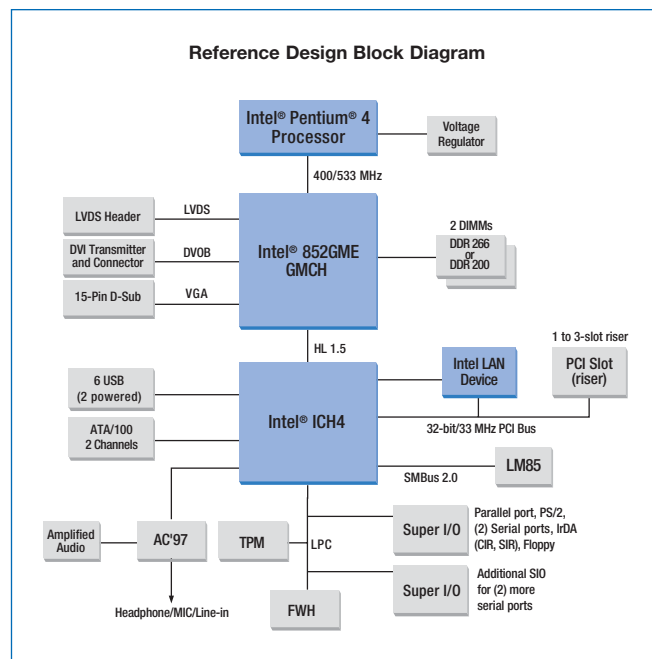 Reference Design Block Diagram
Intel® Pentium® 4
Processor
Voltage
Regulator
400/533 MHz
LVDS Header
LVDS
DVI Transmitter
and Connector
DVOB
15-Pin D-Sub
VGA
Intel® 852GME
GMCH
2 DIMMs
DDR 266
or
DDR 200
HL 1.5
6 USB
(2 powered)
ATA/100
2 Channels
Intel® ICH4
Intel LAN
Device
1 to 3-slot riser
PCI Slot
(riser)
32-bit/33 MHz PCI Bus
SMBus 2.0
LM85
Amplified
Audio
AC'97
Headphone/MIC/Line-in
TPM
LPC
FWH
Super I/O
Parallel port, PS/2,
(2) Serial ports, IrDA
(CIR, SIR), Floppy
Super I/O
Additional SIO
for (2) more
serial ports